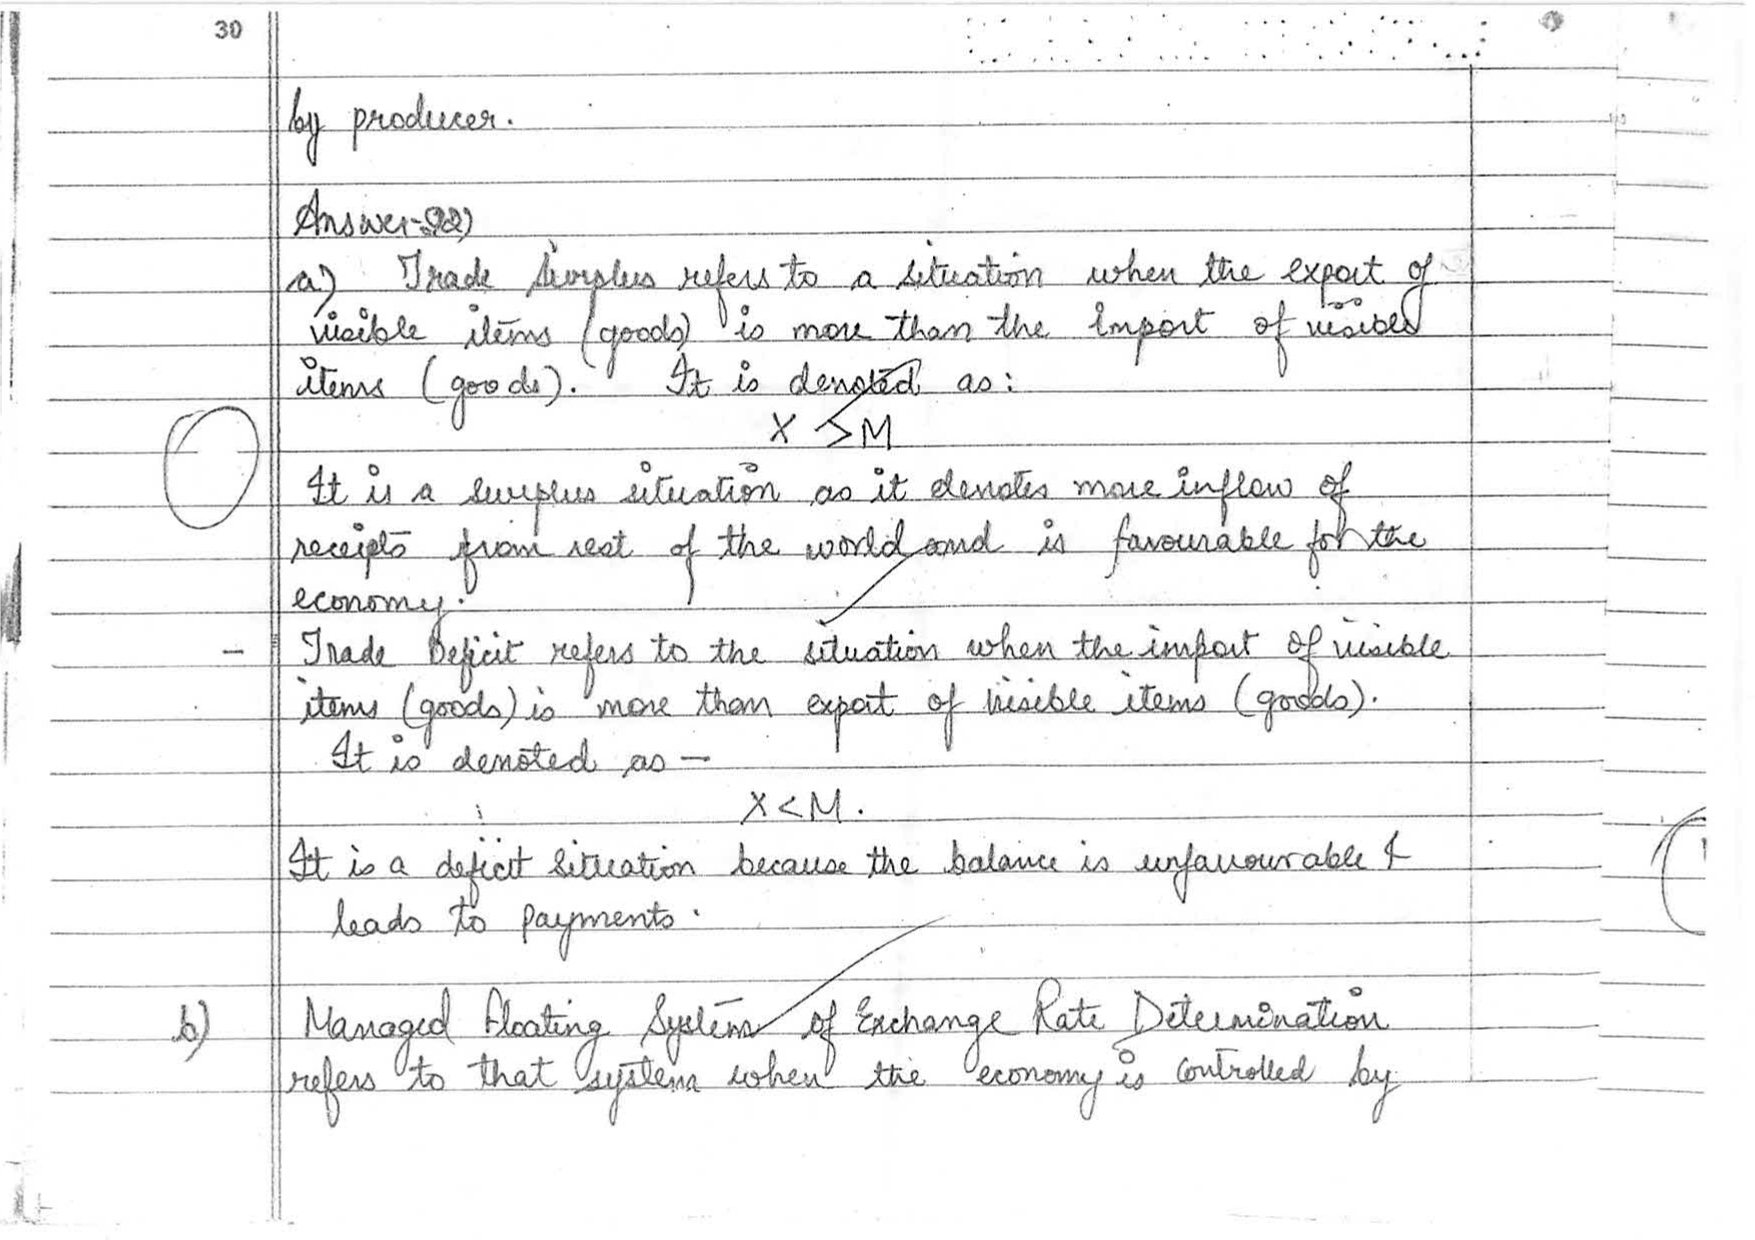 30
by producer.
Answer-32)
a) Trade Surplus refers to a situation when the export of
visible items (goods) is more than the import of visible
items (goods). It is denoted as:
X > M
It is a surplus situation as it denotes more inflow of
receipts from rest of the world and is favourable for the
economy.
– Trade Deficit refers to the situation when the import of visible
items (goods) is more than export of visible items (goods).
It is denoted as –
X < M.
It is a deficit situation because the balance is unfavourable &
leads to payments.
b) Managed Floating System of Exchange Rate Determination
refers to that system when the economy is controlled by